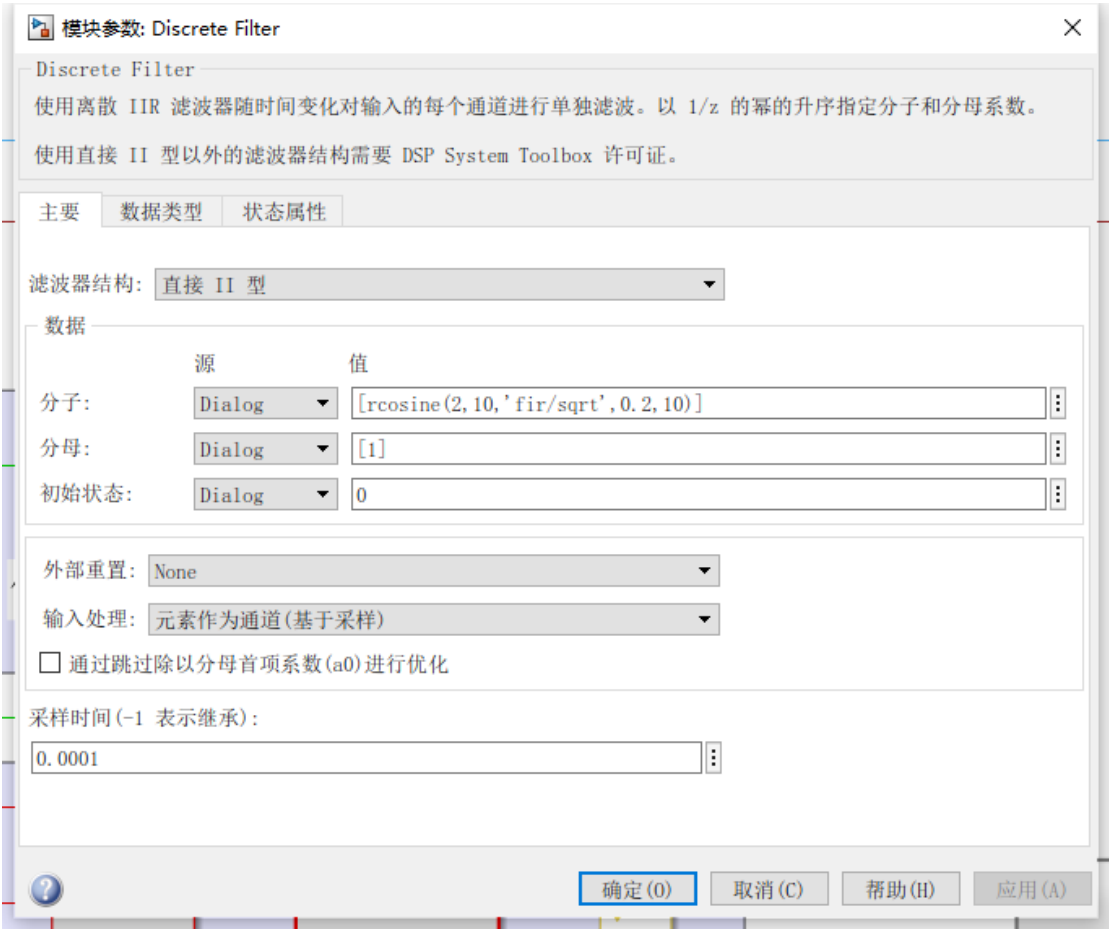 模块参数: Discrete Filter
Discrete Filter
使用离散 IIR 滤波器随时间变化对输入的每个通道进行单独滤波。以 1/z 的幂的升序指定分子和分母系数。
使用直接 II 型以外的滤波器结构需要 DSP System Toolbox 许可证。
主要 数据类型 状态属性
滤波器结构: 直接 II 型
数据
源 值
分子: Dialog [rcosine(2,10,'fir/sqrt',0.2,10)]
分母: Dialog [1]
初始状态: Dialog 0
外部重置: None
输入处理: 元素作为通道(基于采样)
通过跳过除以分母首项系数(a0)进行优化
采样时间(-1 表示继承):
0.0001
确定(O) 取消(C) 帮助(H) 应用(A)